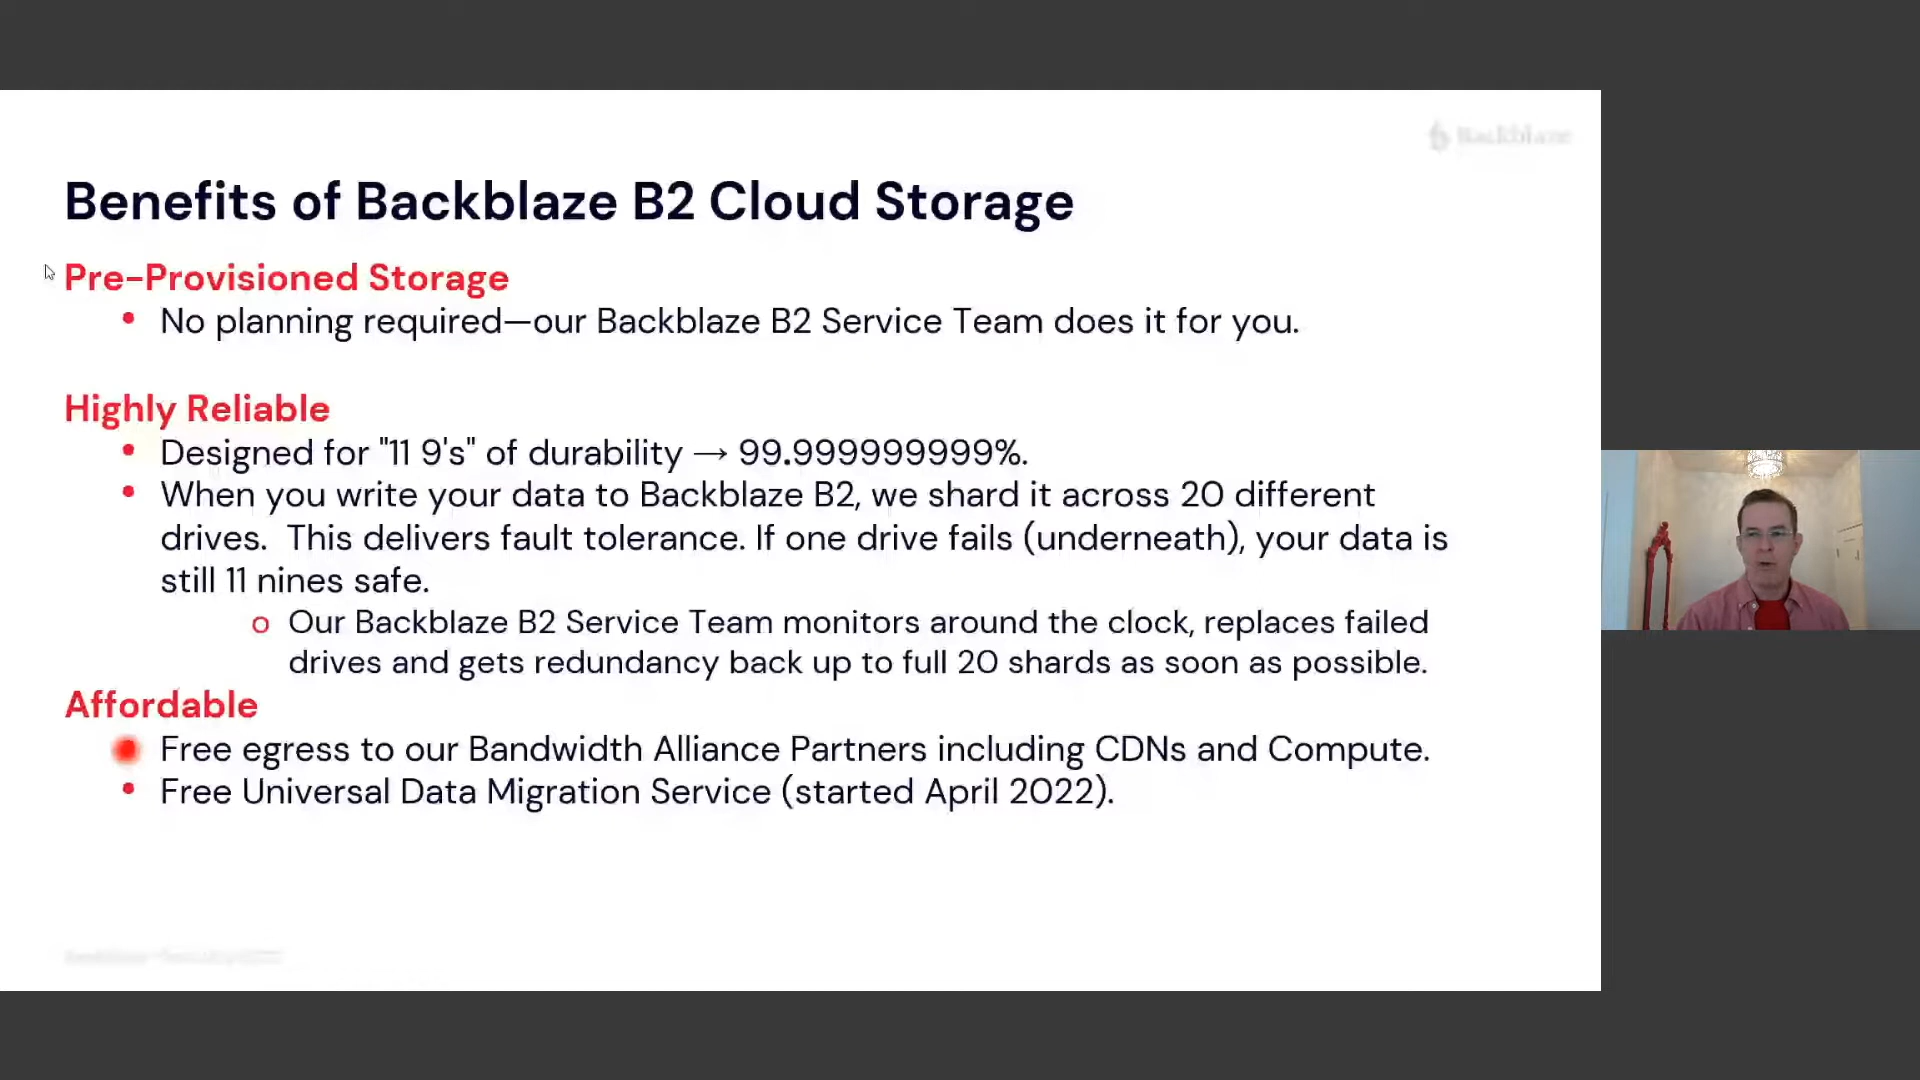 Backblaze
Benefits of Backblaze B2 Cloud Storage
Pre-Provisioned Storage
• No planning required—our Backblaze B2 Service Team does it for you.
Highly Reliable
• Designed for "11 9's" of durability → 99.999999999%.
• When you write your data to Backblaze B2, we shard it across 20 different
drives.  This delivers fault tolerance. If one drive fails (underneath), your data is
still 11 nines safe.
o Our Backblaze B2 Service Team monitors around the clock, replaces failed
drives and gets redundancy back up to full 20 shards as soon as possible.
Affordable
• Free egress to our Bandwidth Alliance Partners including CDNs and Compute.
• Free Universal Data Migration Service (started April 2022).